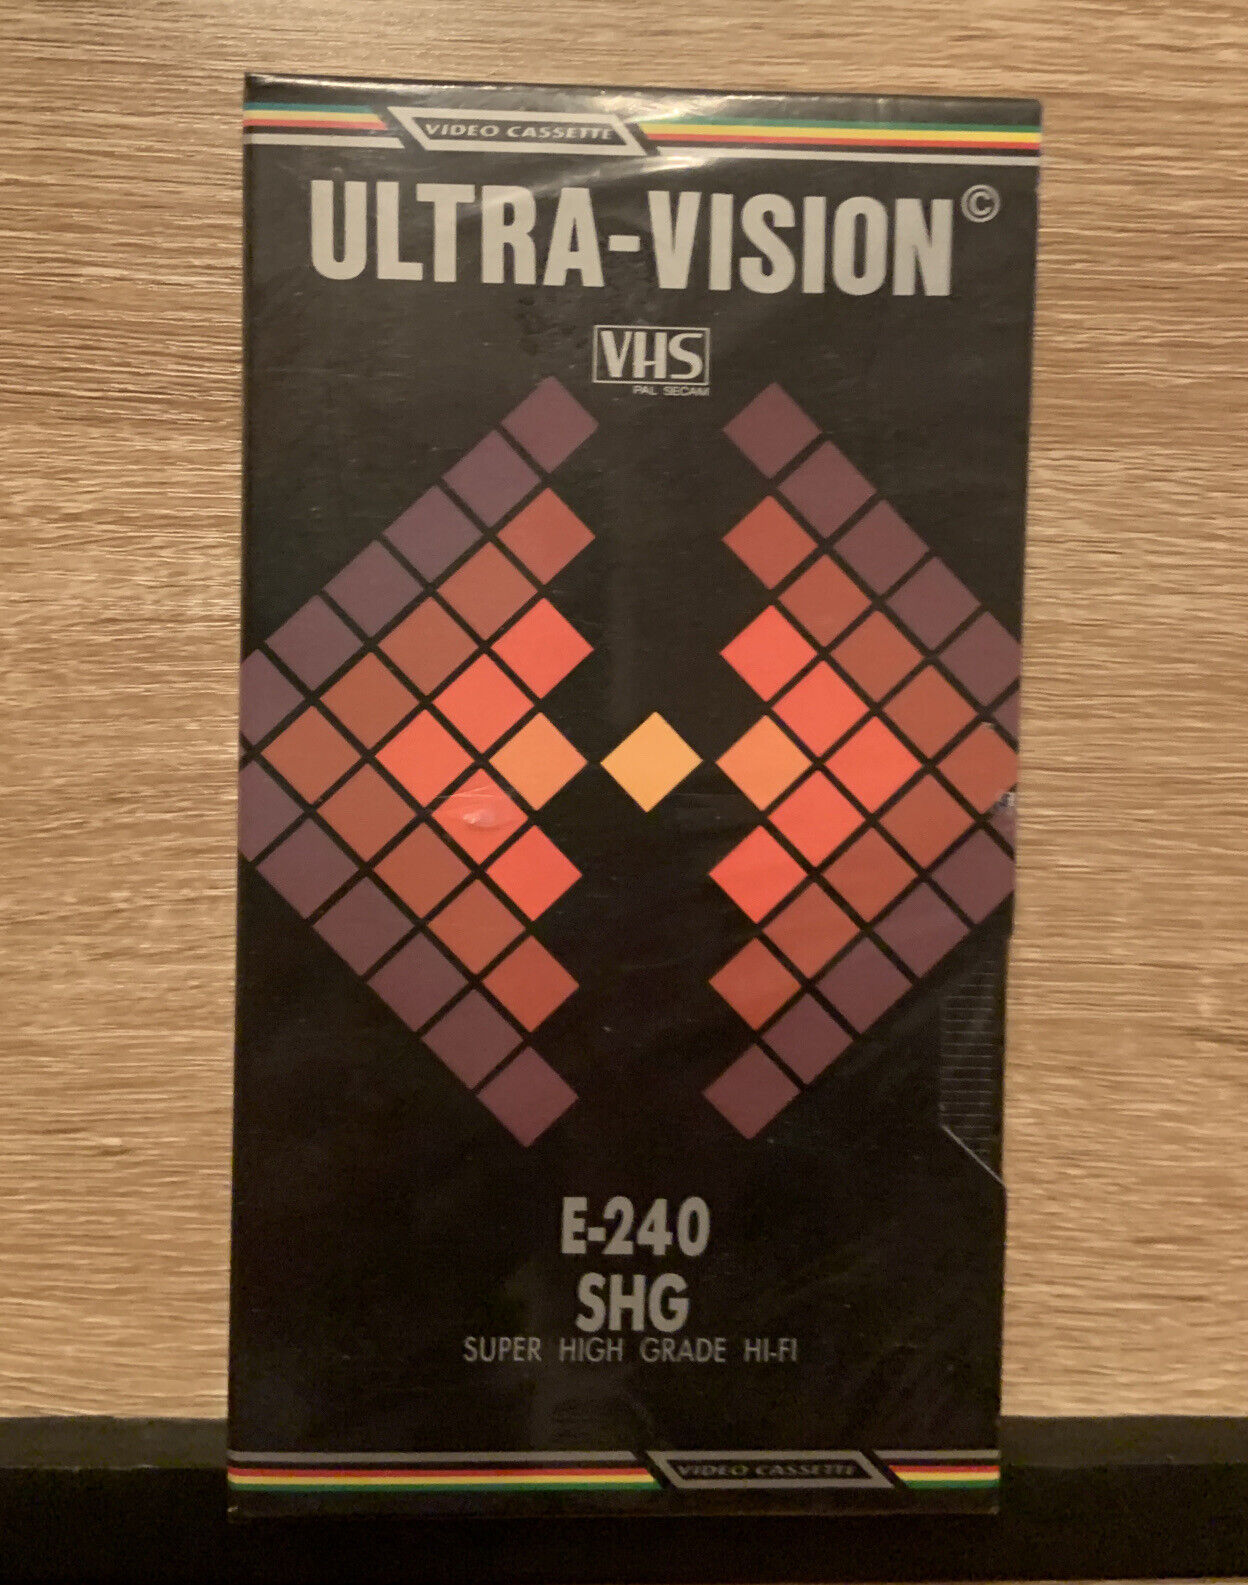 VIDEO CASSETTE
ULTRA-VISION©
VHS
PAL SECAM
E-240
SHG
SUPER HIGH GRADE HI-FI
VIDEO CASSETTE